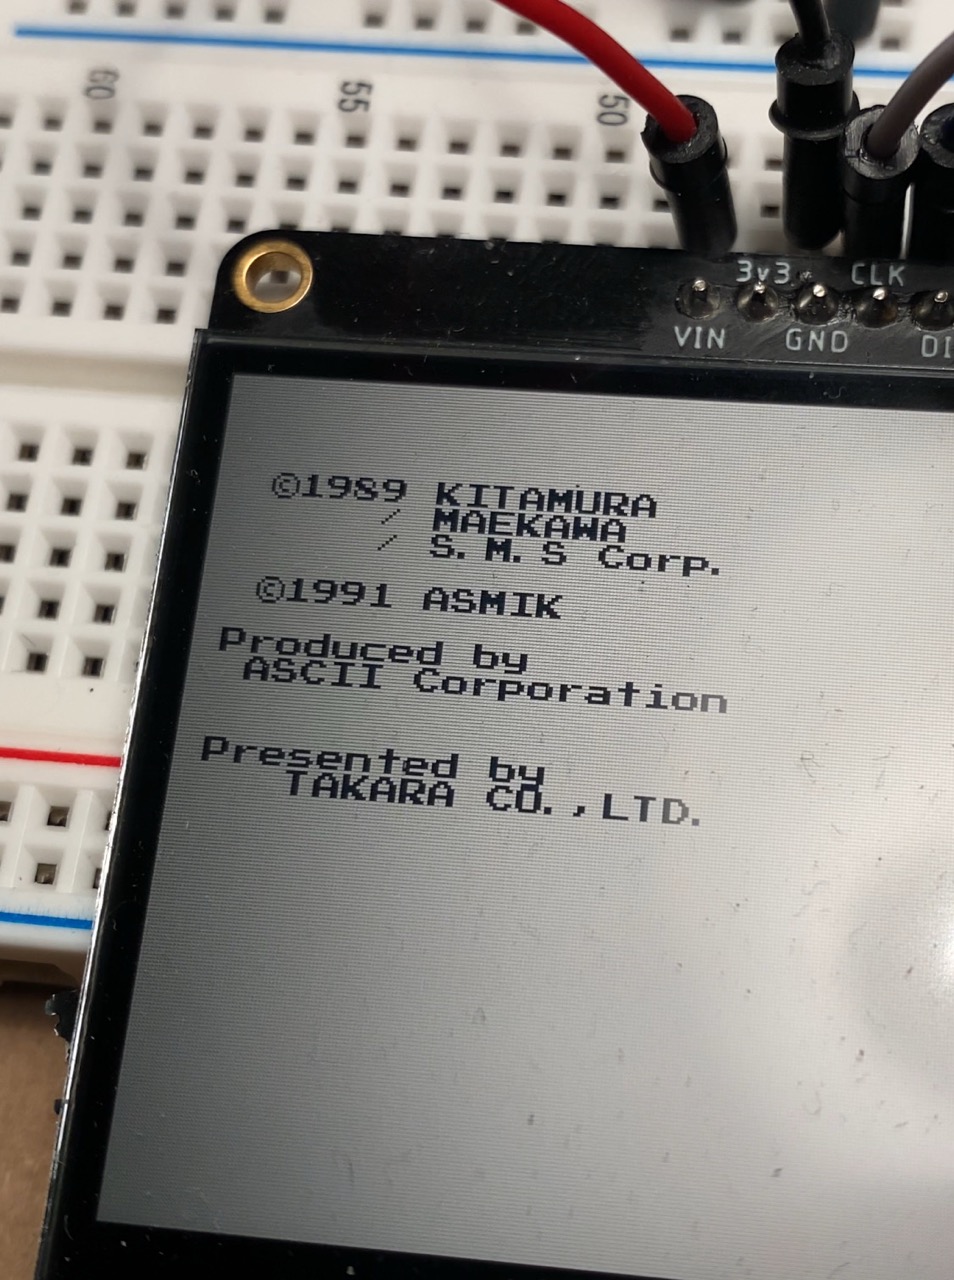 60
55
50
3v3
CLK
VIN
GND
©1989 KITAMURA
/ MAEKAWA
/ S.M.S Corp.
©1991 ASMIK
Produced by
ASCII Corporation
Presented by
TAKARA CO.,LTD.